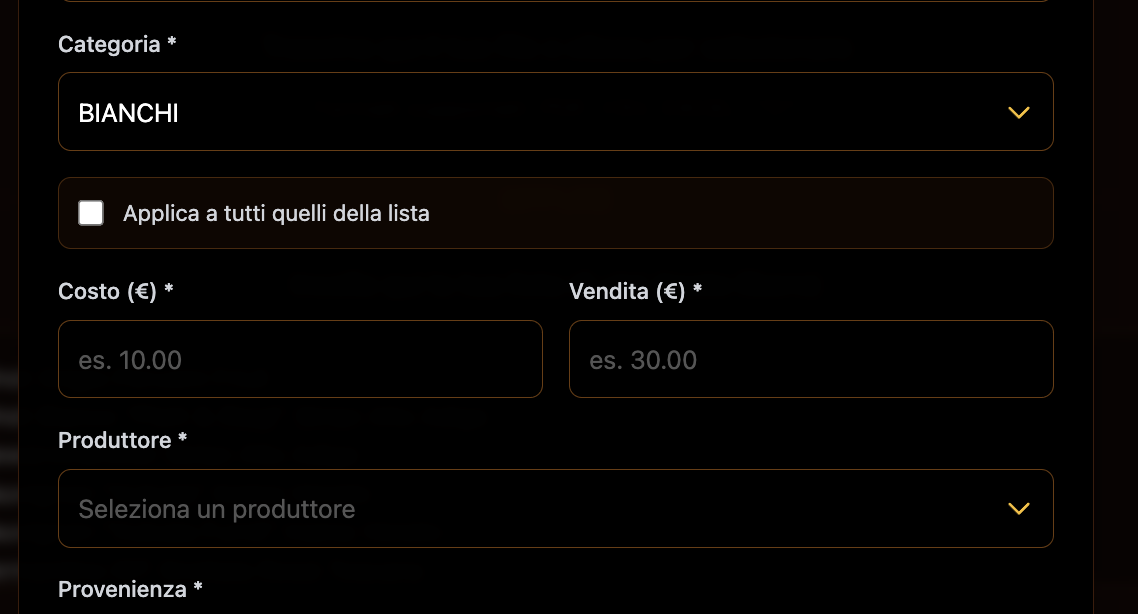 Categoria *
BIANCHI
Applica a tutti quelli della lista
Costo (€) *
Vendita (€) *
es. 10.00
es. 30.00
Produttore *
Seleziona un produttore
Provenienza *